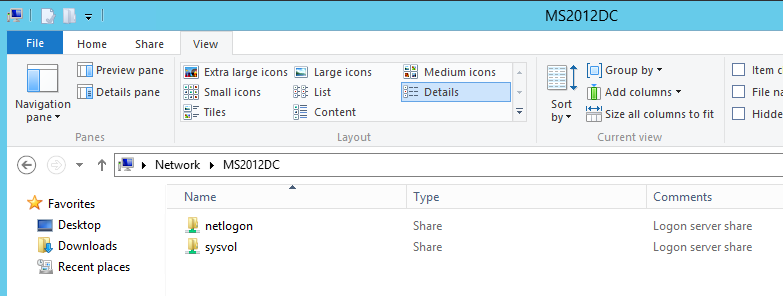 MS2012DC
File Home Share View
Preview pane Extra large icons Large icons Medium icons Group by
Navigation pane Details pane Small icons List Details Sort by Add columns
Tiles Content Size all columns to fit
Item c
File na
Hidde
Panes Layout Current view
Network MS2012DC
Favorites Name Type Comments
Desktop netlogon Share Logon server share
Downloads sysvol Share Logon server share
Recent places